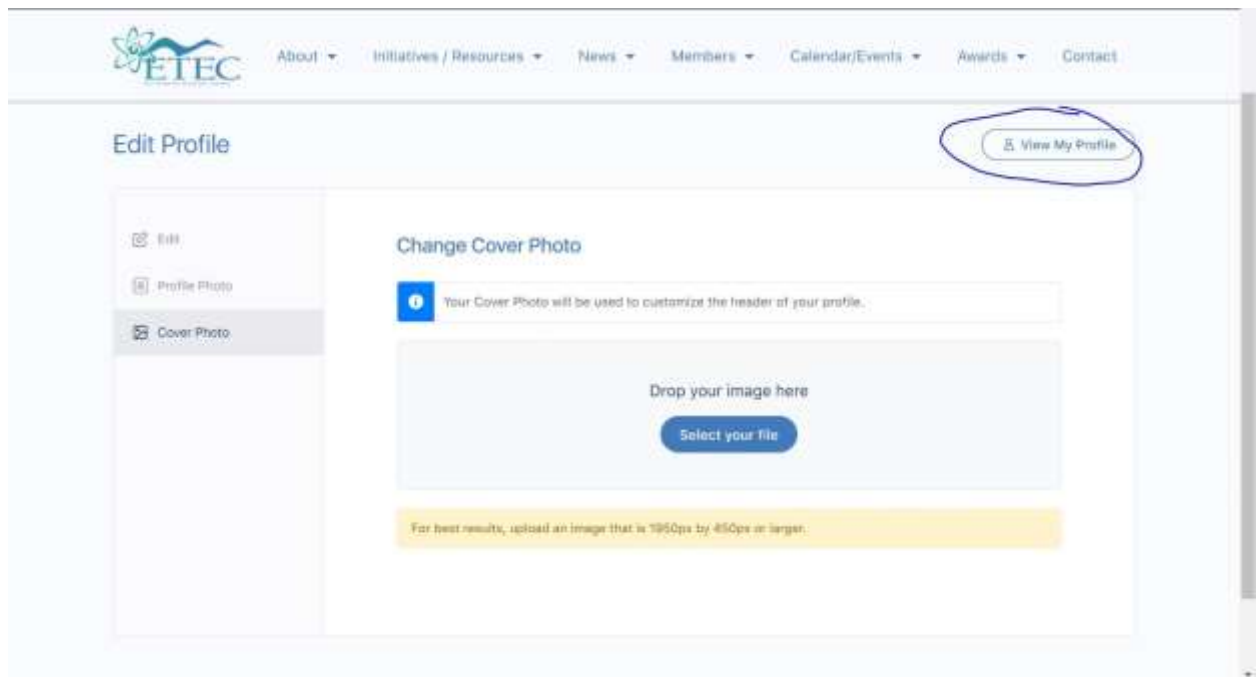 ETEC
About
Initiatives / Resources
News
Members
Calendar/Events
Awards
Contact
Edit Profile
View My Profile
Edit
Profile Photo
Cover Photo
Change Cover Photo
Your Cover Photo will be used to customize the header of your profile.
Drop your image here
Select your file
For best results, upload an image that is 1950px by 450px or larger.